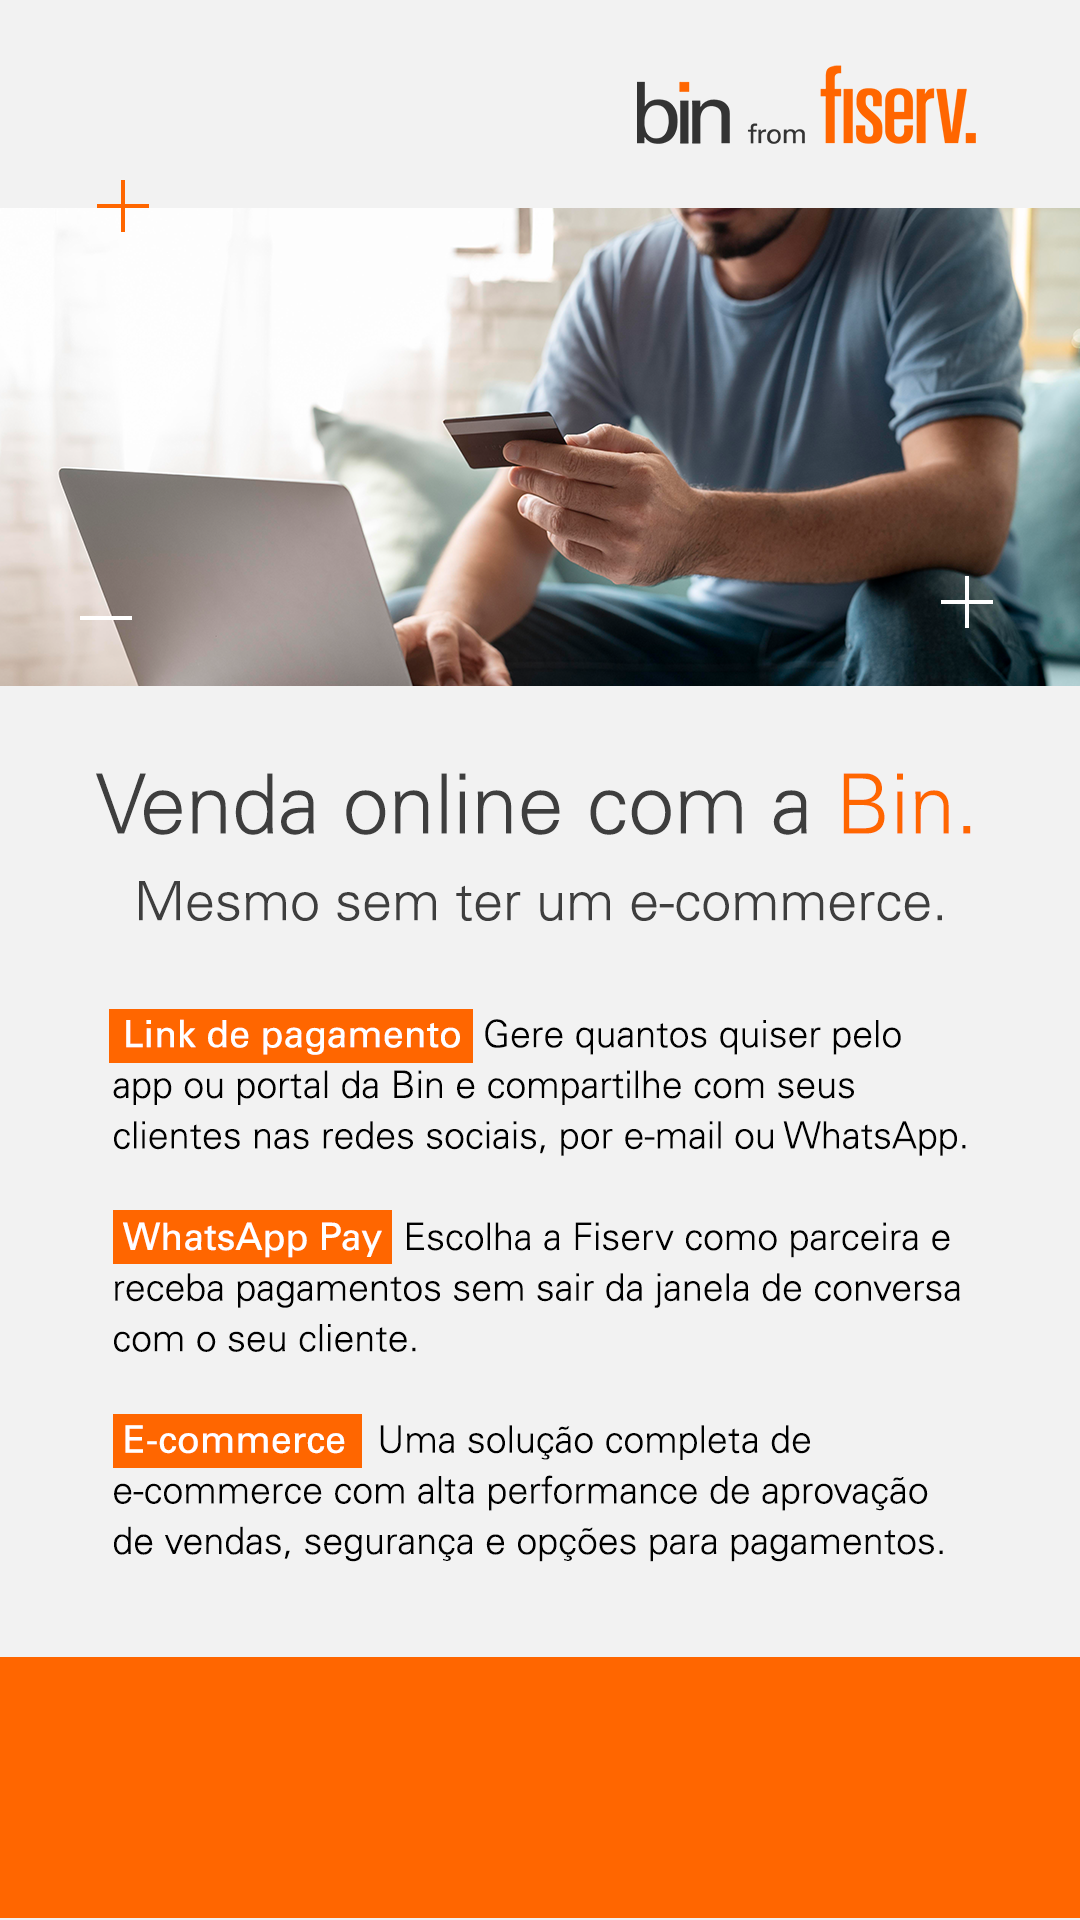 bin from fiserv.
Venda online com a Bin.
Mesmo sem ter um e-commerce.
Link de pagamento Gere quantos quiser pelo
app ou portal da Bin e compartilhe com seus
clientes nas redes sociais, por e-mail ou WhatsApp.
WhatsApp Pay Escolha a Fiserv como parceira e
receba pagamentos sem sair da janela de conversa
com o seu cliente.
E-commerce Uma solução completa de
e-commerce com alta performance de aprovação
de vendas, segurança e opções para pagamentos.